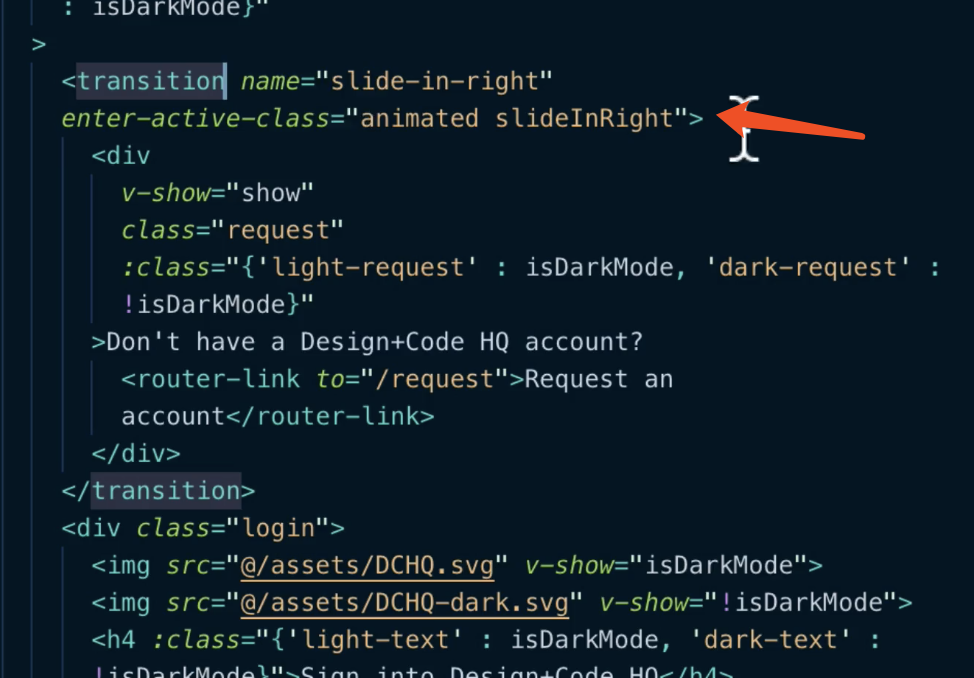 : isDarkMode}"
>
<transition name="slide-in-right"
enter-active-class="animated slideInRight">
<div
v-show="show"
class="request"
:class="{'light-request' : isDarkMode, 'dark-request' :
!isDarkMode}"
>Don't have a Design+Code HQ account?
<router-link to="/request">Request an
account</router-link>
</div>
</transition>
<div class="login">
<img src="@/assets/DCHQ.svg" v-show="isDarkMode">
<img src="@/assets/DCHQ-dark.svg" v-show="!isDarkMode">
<h4 :class="{'light-text' : isDarkMode, 'dark-text' :
!isDarkMode}">Sign into Design+Code HQ</h4>